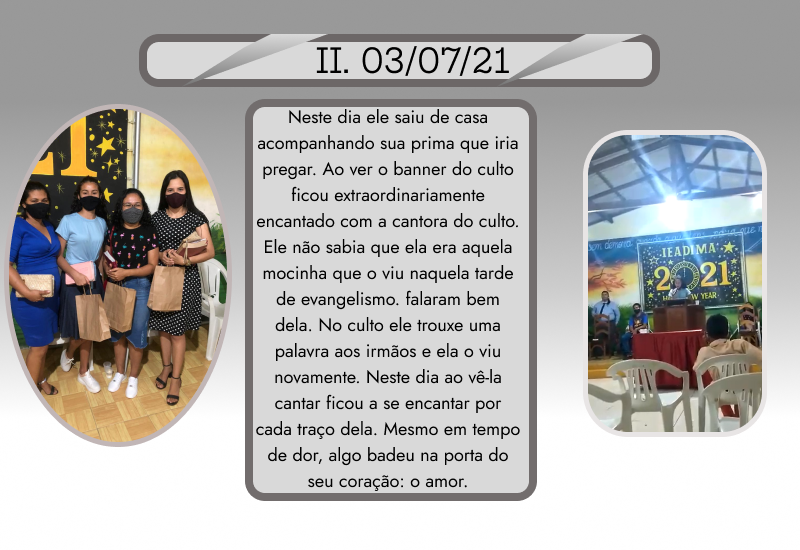 II. 03/07/21
Neste dia ele saiu de casa
acompanhando sua prima que iria
pregar. Ao ver o banner do culto
ficou extraordinariamente
encantado com a cantora do culto.
Ele não sabia que ela era aquela
mocinha que o viu naquela tarde
de evangelismo. falaram bem
dela. No culto ele trouxe uma
palavra aos irmãos e ela o viu
novamente. Neste dia ao vê-la
cantar ficou a se encantar por
cada traço dela. Mesmo em tempo
de dor, algo badeu na porta do
seu coração: o amor.
21
IEADIMA
2021
YEAR